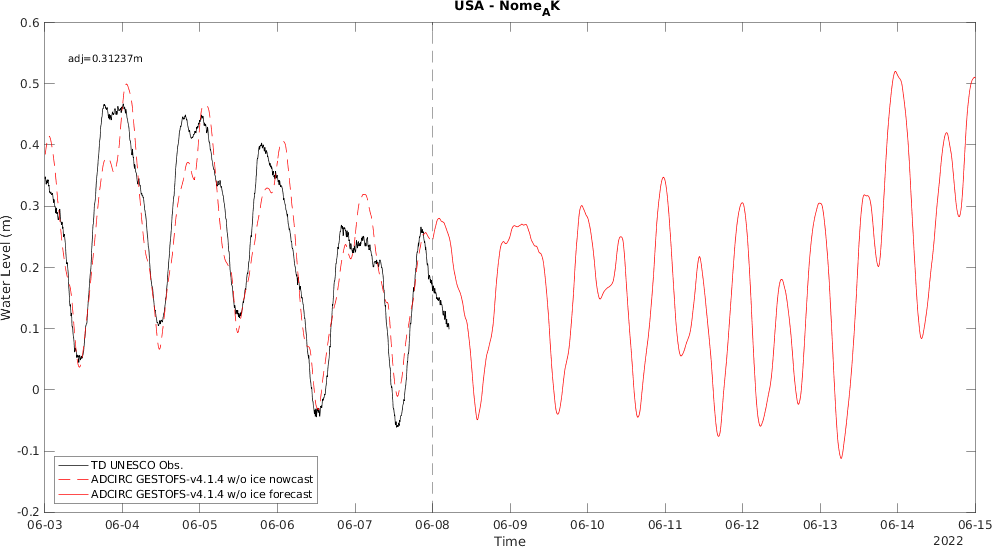 USA - Nome_AK
adj=0.31237m
0.6
0.5
0.4
0.3
0.2
0.1
0
-0.1
-0.2
Water Level (m)
TD UNESCO Obs.
ADCIRC GESTOFS-v4.1.4 w/o ice nowcast
ADCIRC GESTOFS-v4.1.4 w/o ice forecast
06-03 06-04 06-05 06-06 06-07 06-08 06-09 06-10 06-11 06-12 06-13 06-14 06-15
Time
2022